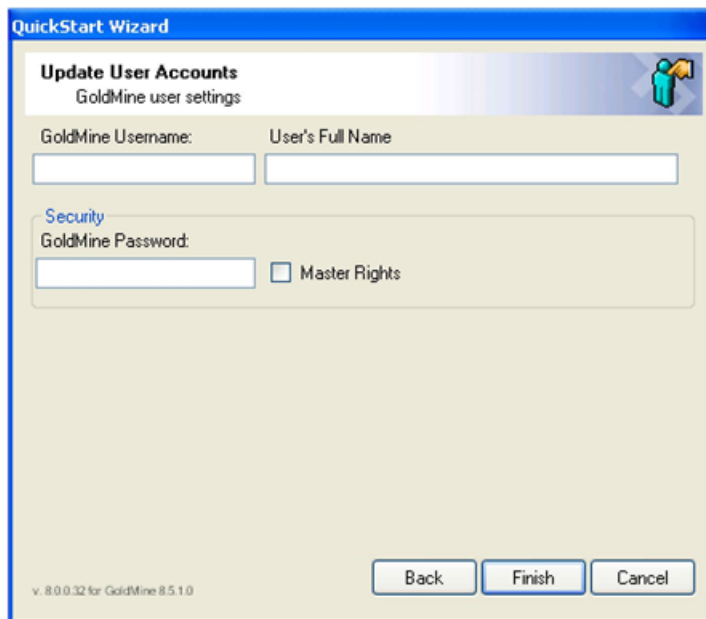 QuickStart Wizard
Update User Accounts
GoldMine user settings
GoldMine Username:
User's Full Name
Security
GoldMine Password:
Master Rights
v. 8.0.0.32 for GoldMine 8.5.1.0
Back
Finish
Cancel